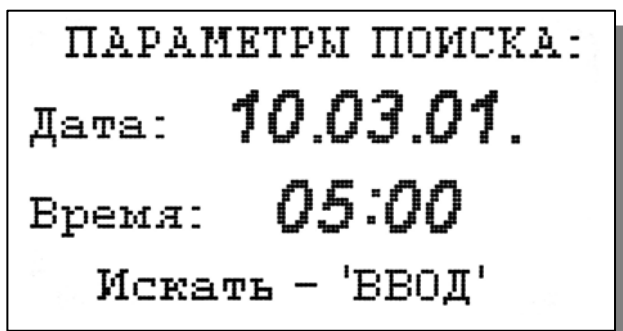 ПАРАМЕТРЫ ПОИСКА:
Дата: 10.03.01.
Время: 05:00
Искать – 'ВВОД'